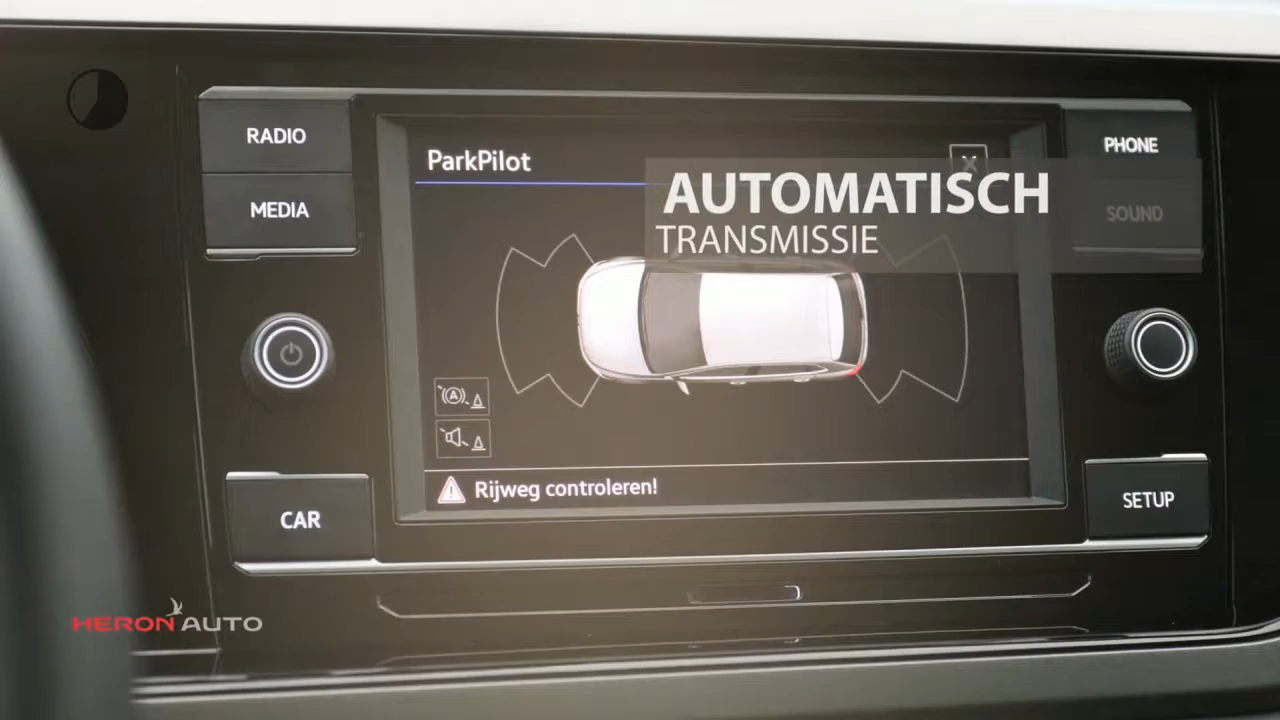 RADIO
MEDIA
PHONE
SOUND
ParkPilot
X
AUTOMATISCH
TRANSMISSIE
A
Rijweg controleren!
CAR
SETUP
HERON AUTO